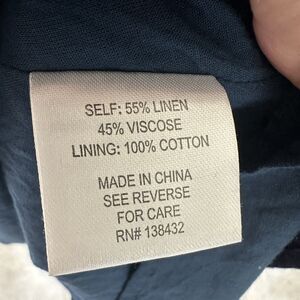 SELF: 55% LINEN
45% VISCOSE
LINING: 100% COTTON
MADE IN CHINA
SEE REVERSE
FOR CARE
RN# 138432